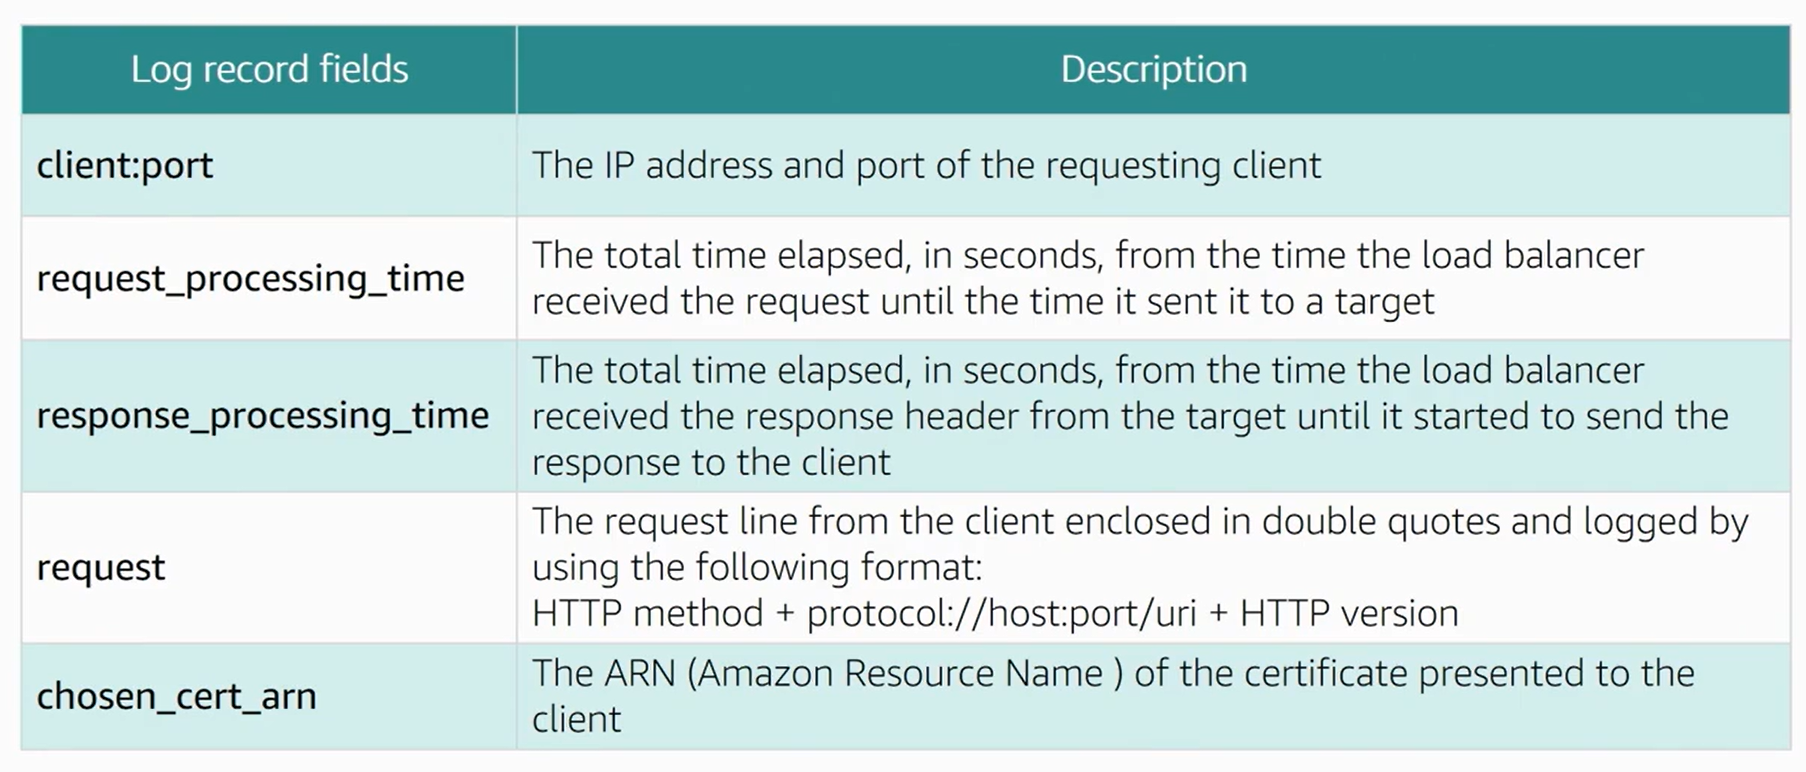 Log record fields
Description
client:port
The IP address and port of the requesting client
request_processing_time
The total time elapsed, in seconds, from the time the load balancer
received the request until the time it sent it to a target
response_processing_time
The total time elapsed, in seconds, from the time the load balancer
received the response header from the target until it started to send the
response to the client
request
The request line from the client enclosed in double quotes and logged by
using the following format:
HTTP method + protocol://host:port/uri + HTTP version
chosen_cert_arn
The ARN (Amazon Resource Name ) of the certificate presented to the
client